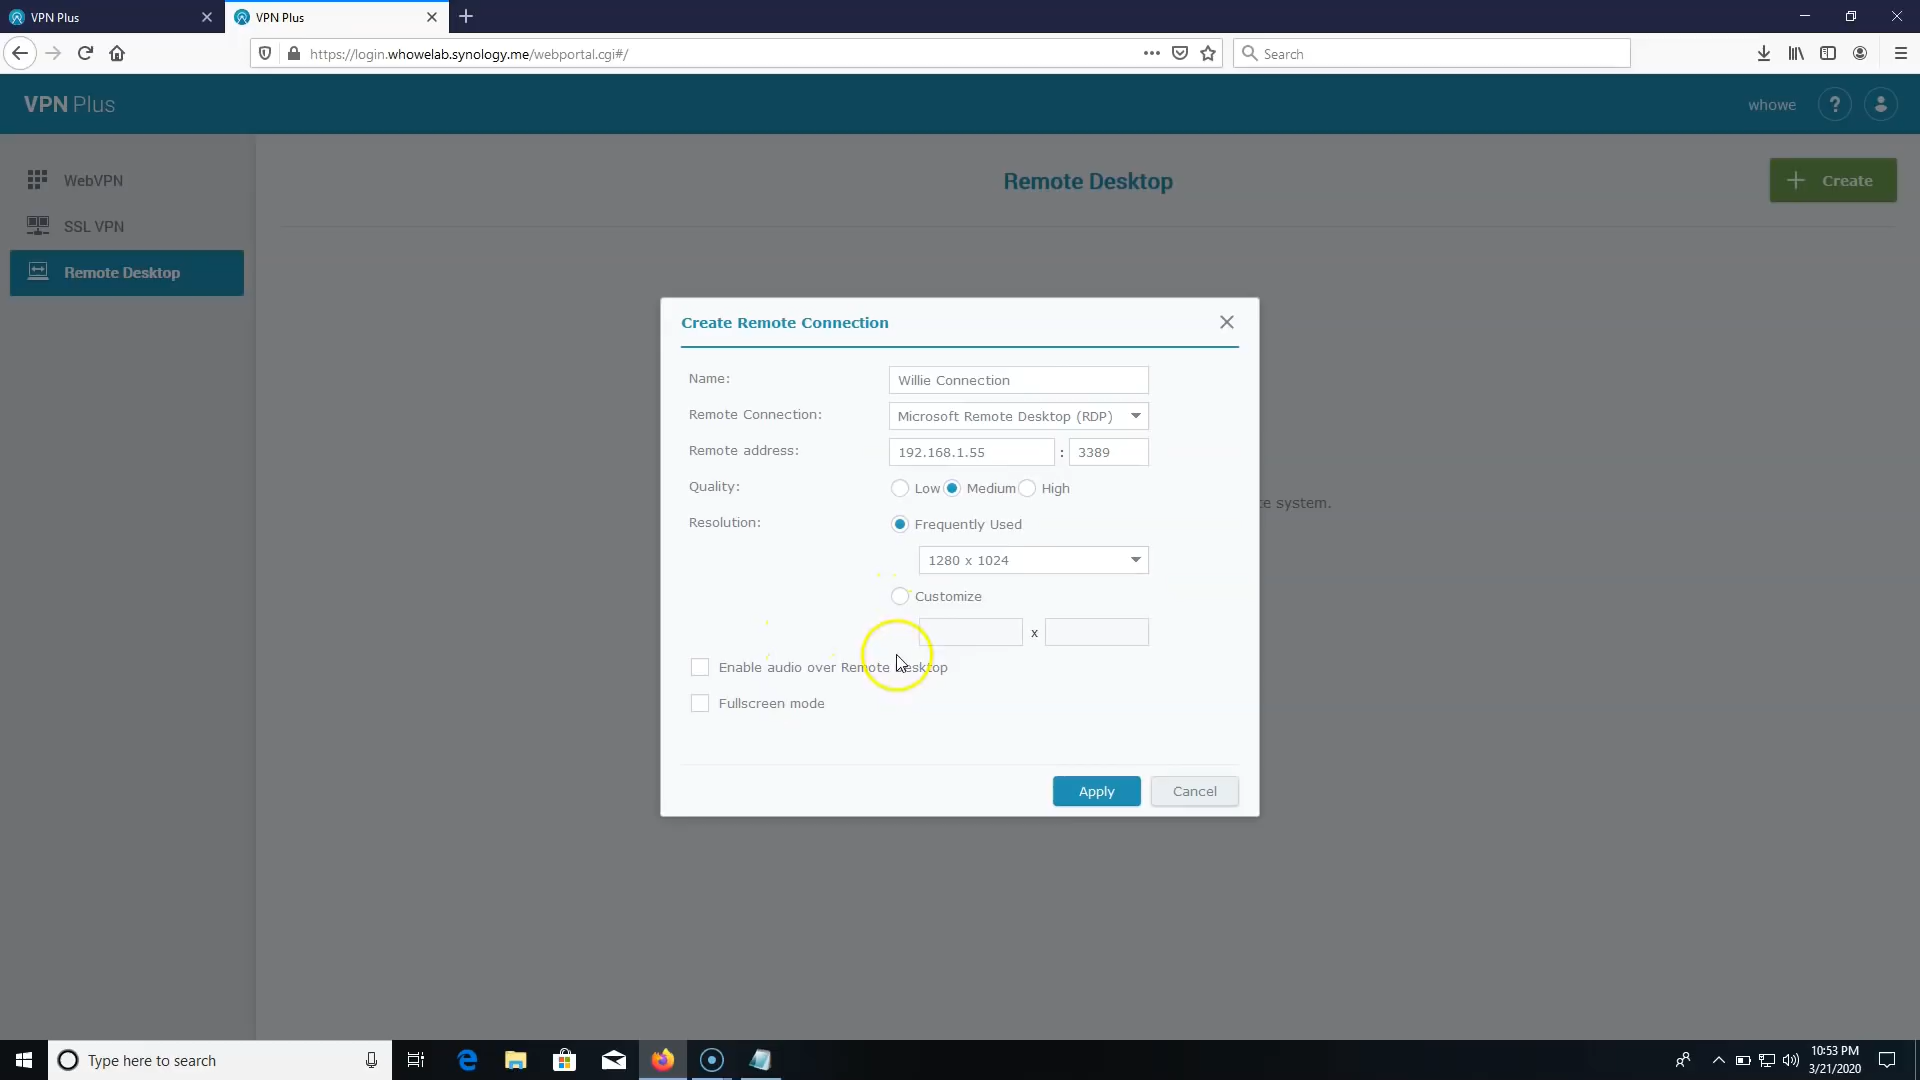 VPN Plus
VPN Plus
https://login.whowelab.synology.me/webportal.cgi#/
Search
VPN Plus
whowe
?
WebVPN
SSL VPN
Remote Desktop
Remote Desktop
+ Create
Create Remote Connection
Name:
Willie Connection
Remote Connection:
Microsoft Remote Desktop (RDP)
Remote address:
192.168.1.55 : 3389
Quality:
Low Medium High
Resolution:
Frequently Used
1280 x 1024
Customize
x
Enable audio over Remote Desktop
Fullscreen mode
system.
Apply
Cancel
Type here to search
10:53 PM
3/21/2020